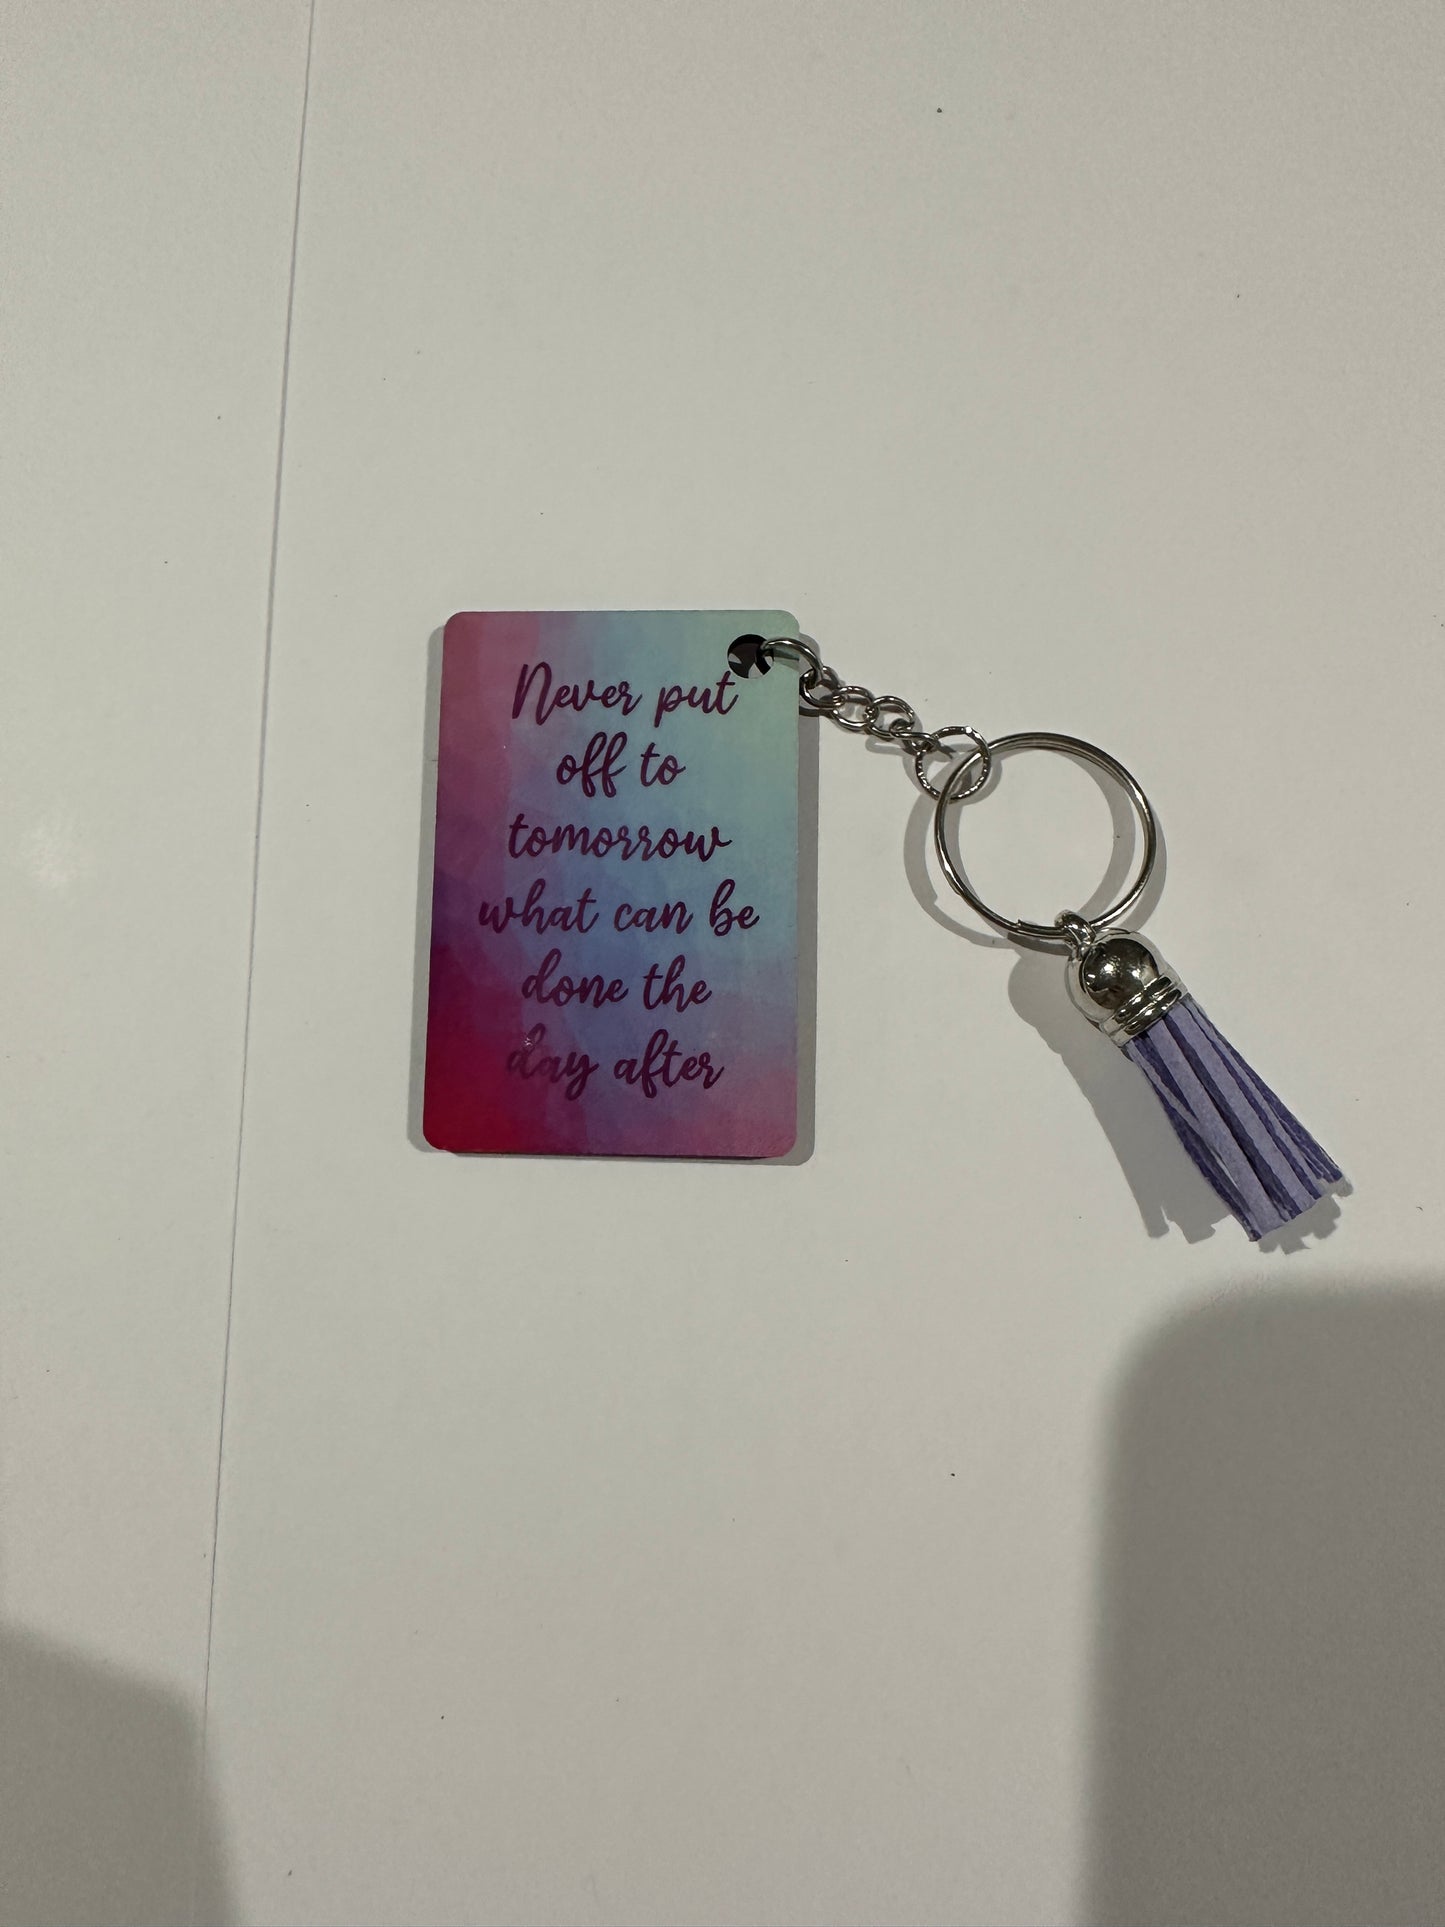 Never put
off to
tomorrow
what can be
done the
day after